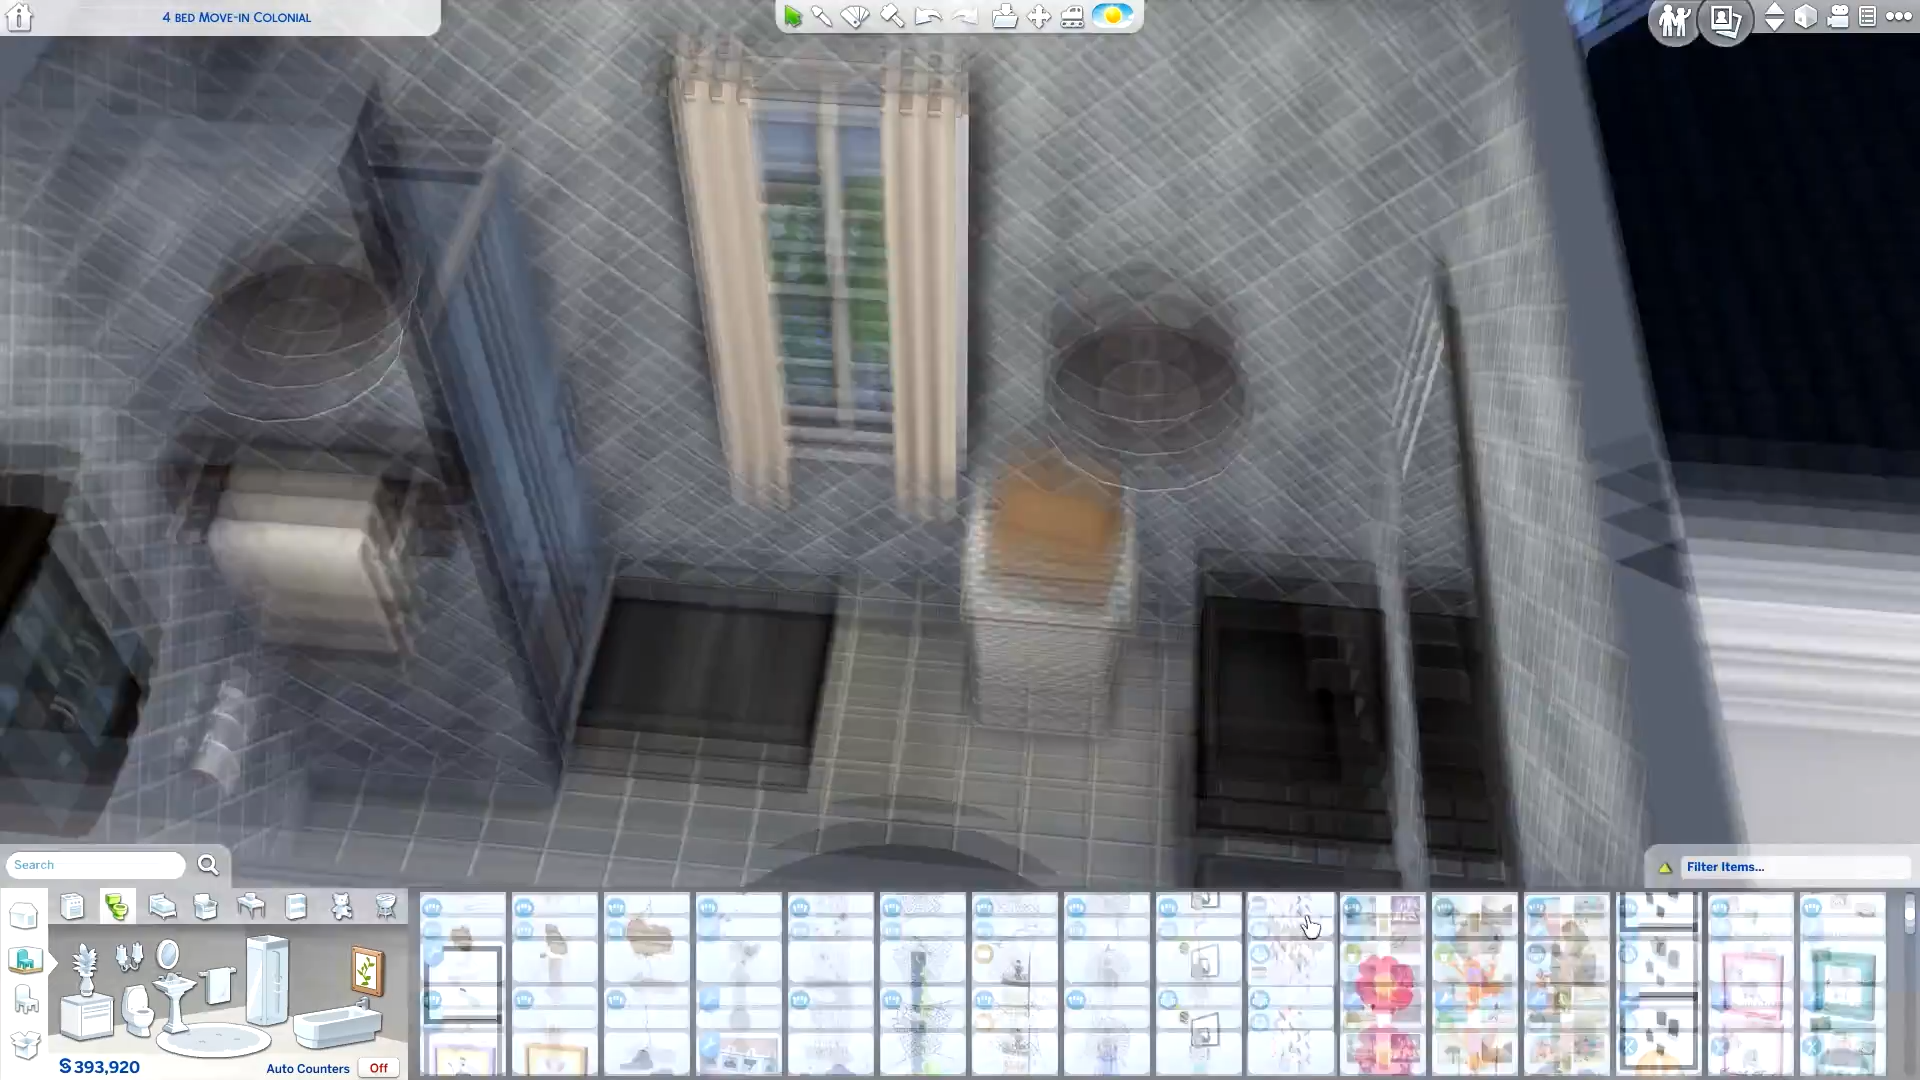 4 BED MOVE-IN COLONIAL
Search
Filter Items...
§393,920
Auto Counters
Off